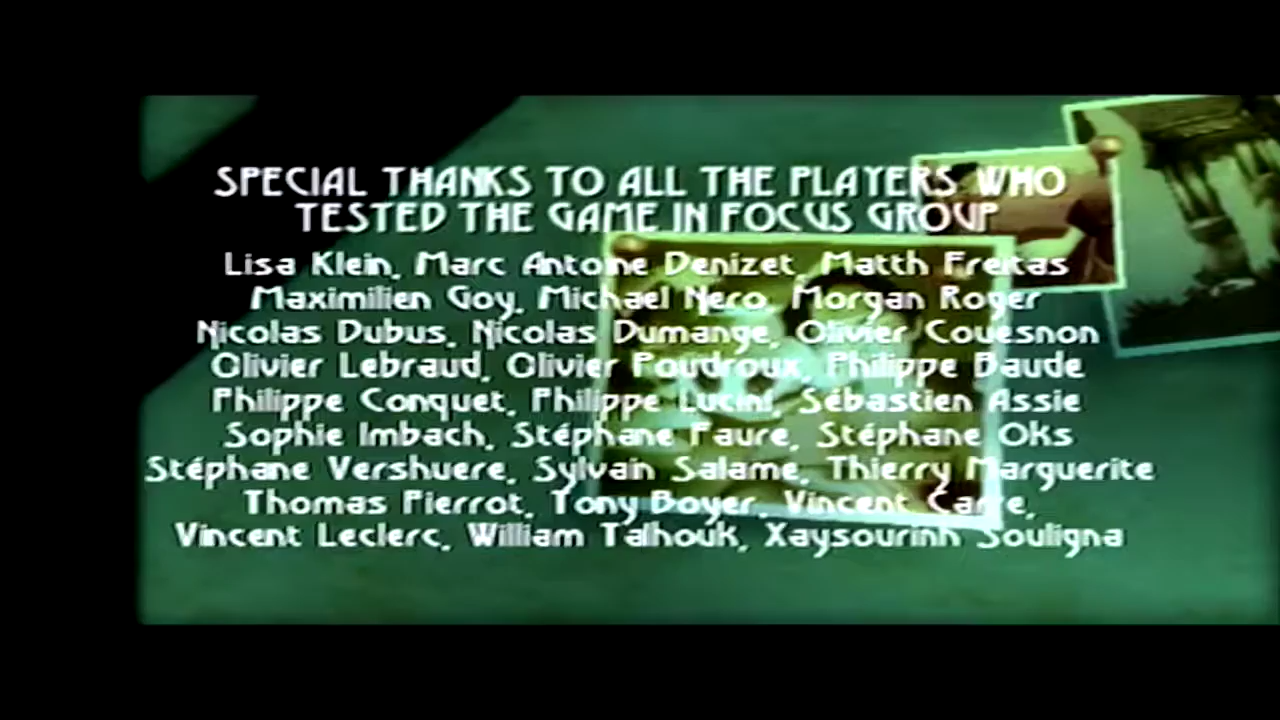 SPECIAL THANKS TO ALL THE PLAYERS WHO
TESTED THE GAME IN FOCUS GROUP
Lisa Klein, Marc Antoine Denizet, Matth Freitas
Maximilien Goy, Michael Nero, Morgan Roger
Nicolas Dubus, Nicolas Dumange, Olivier Couesnon
Olivier Lebraud, Olivier Poudroux, Philippe Baude
Philippe Conquet, Philippe Lucini, Sébastien Assie
Sophie Imbach, Stéphane Faure, Stéphane Oks
Stéphane Vershuere, Sylvain Salame, Thierry Marguerite
Thomas Pierrot, Tony Boyer, Vincent
Vincent Leclerc, William Talhouk, Xaysourinh Souligna